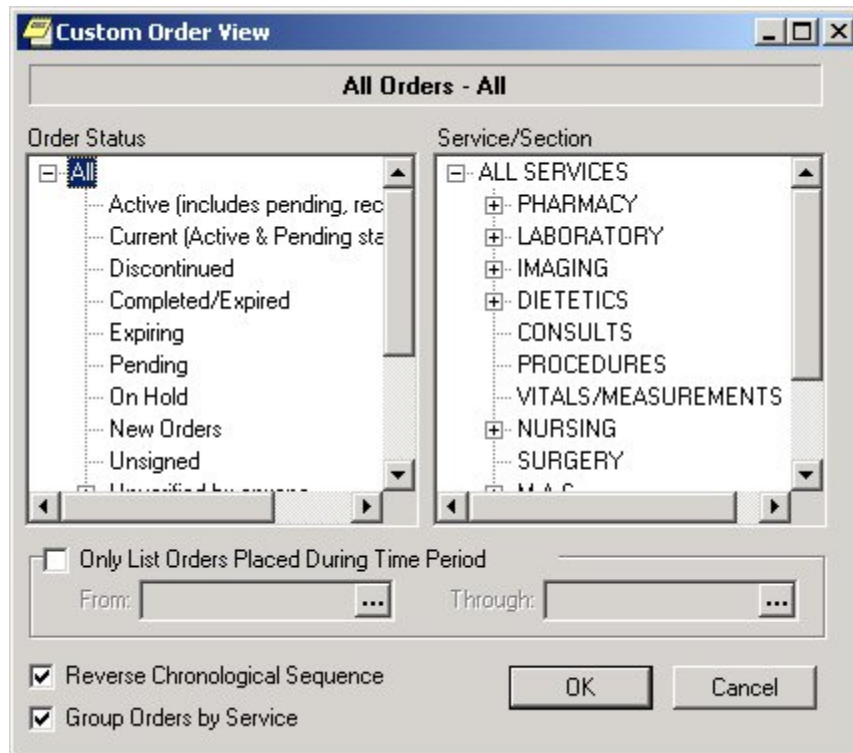 Custom Order View
All Orders - All
Order Status
All
Active (includes pending, rec
Current (Active & Pending sta
Discontinued
Completed/Expired
Expiring
Pending
On Hold
New Orders
Unsigned
Unverified by anyone
Service/Section
ALL SERVICES
PHARMACY
LABORATORY
IMAGING
DIETETICS
CONSULTS
PROCEDURES
VITALS/MEASUREMENTS
NURSING
SURGERY
M.A.S.
Only List Orders Placed During Time Period
From: ... Through: ...
Reverse Chronological Sequence
Group Orders by Service
OK Cancel